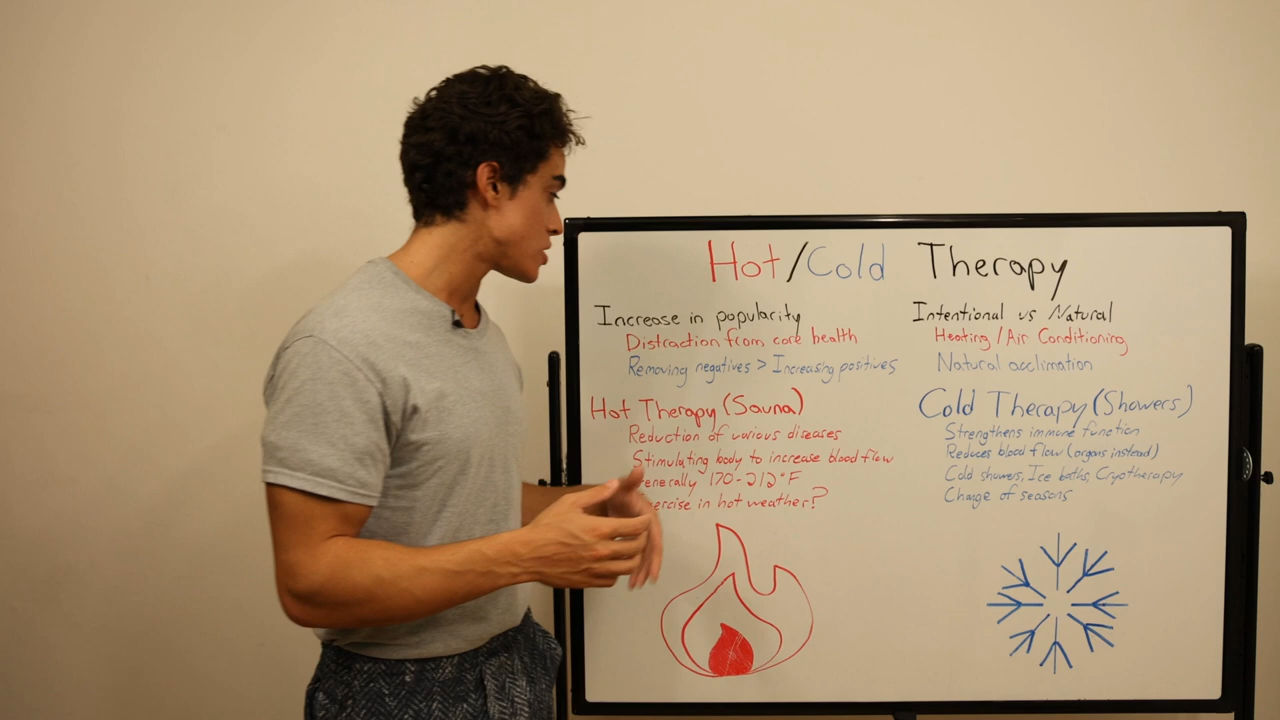 Hot/Cold Therapy
Increase in popularity
Distraction from core health
Removing negatives > Increasing positives
Hot Therapy (Sauna)
Reduction of various diseases
Stimulating body to increase blood flow
enerally 170-212°F
ercise in hot weather?
Intentional vs Natural
Heating/Air Conditioning
Natural acclimation
Cold Therapy (Showers)
Strengthens immune function
Reduces blood flow (organs instead)
Cold showers, Ice baths, Cryotherapy
Change of seasons